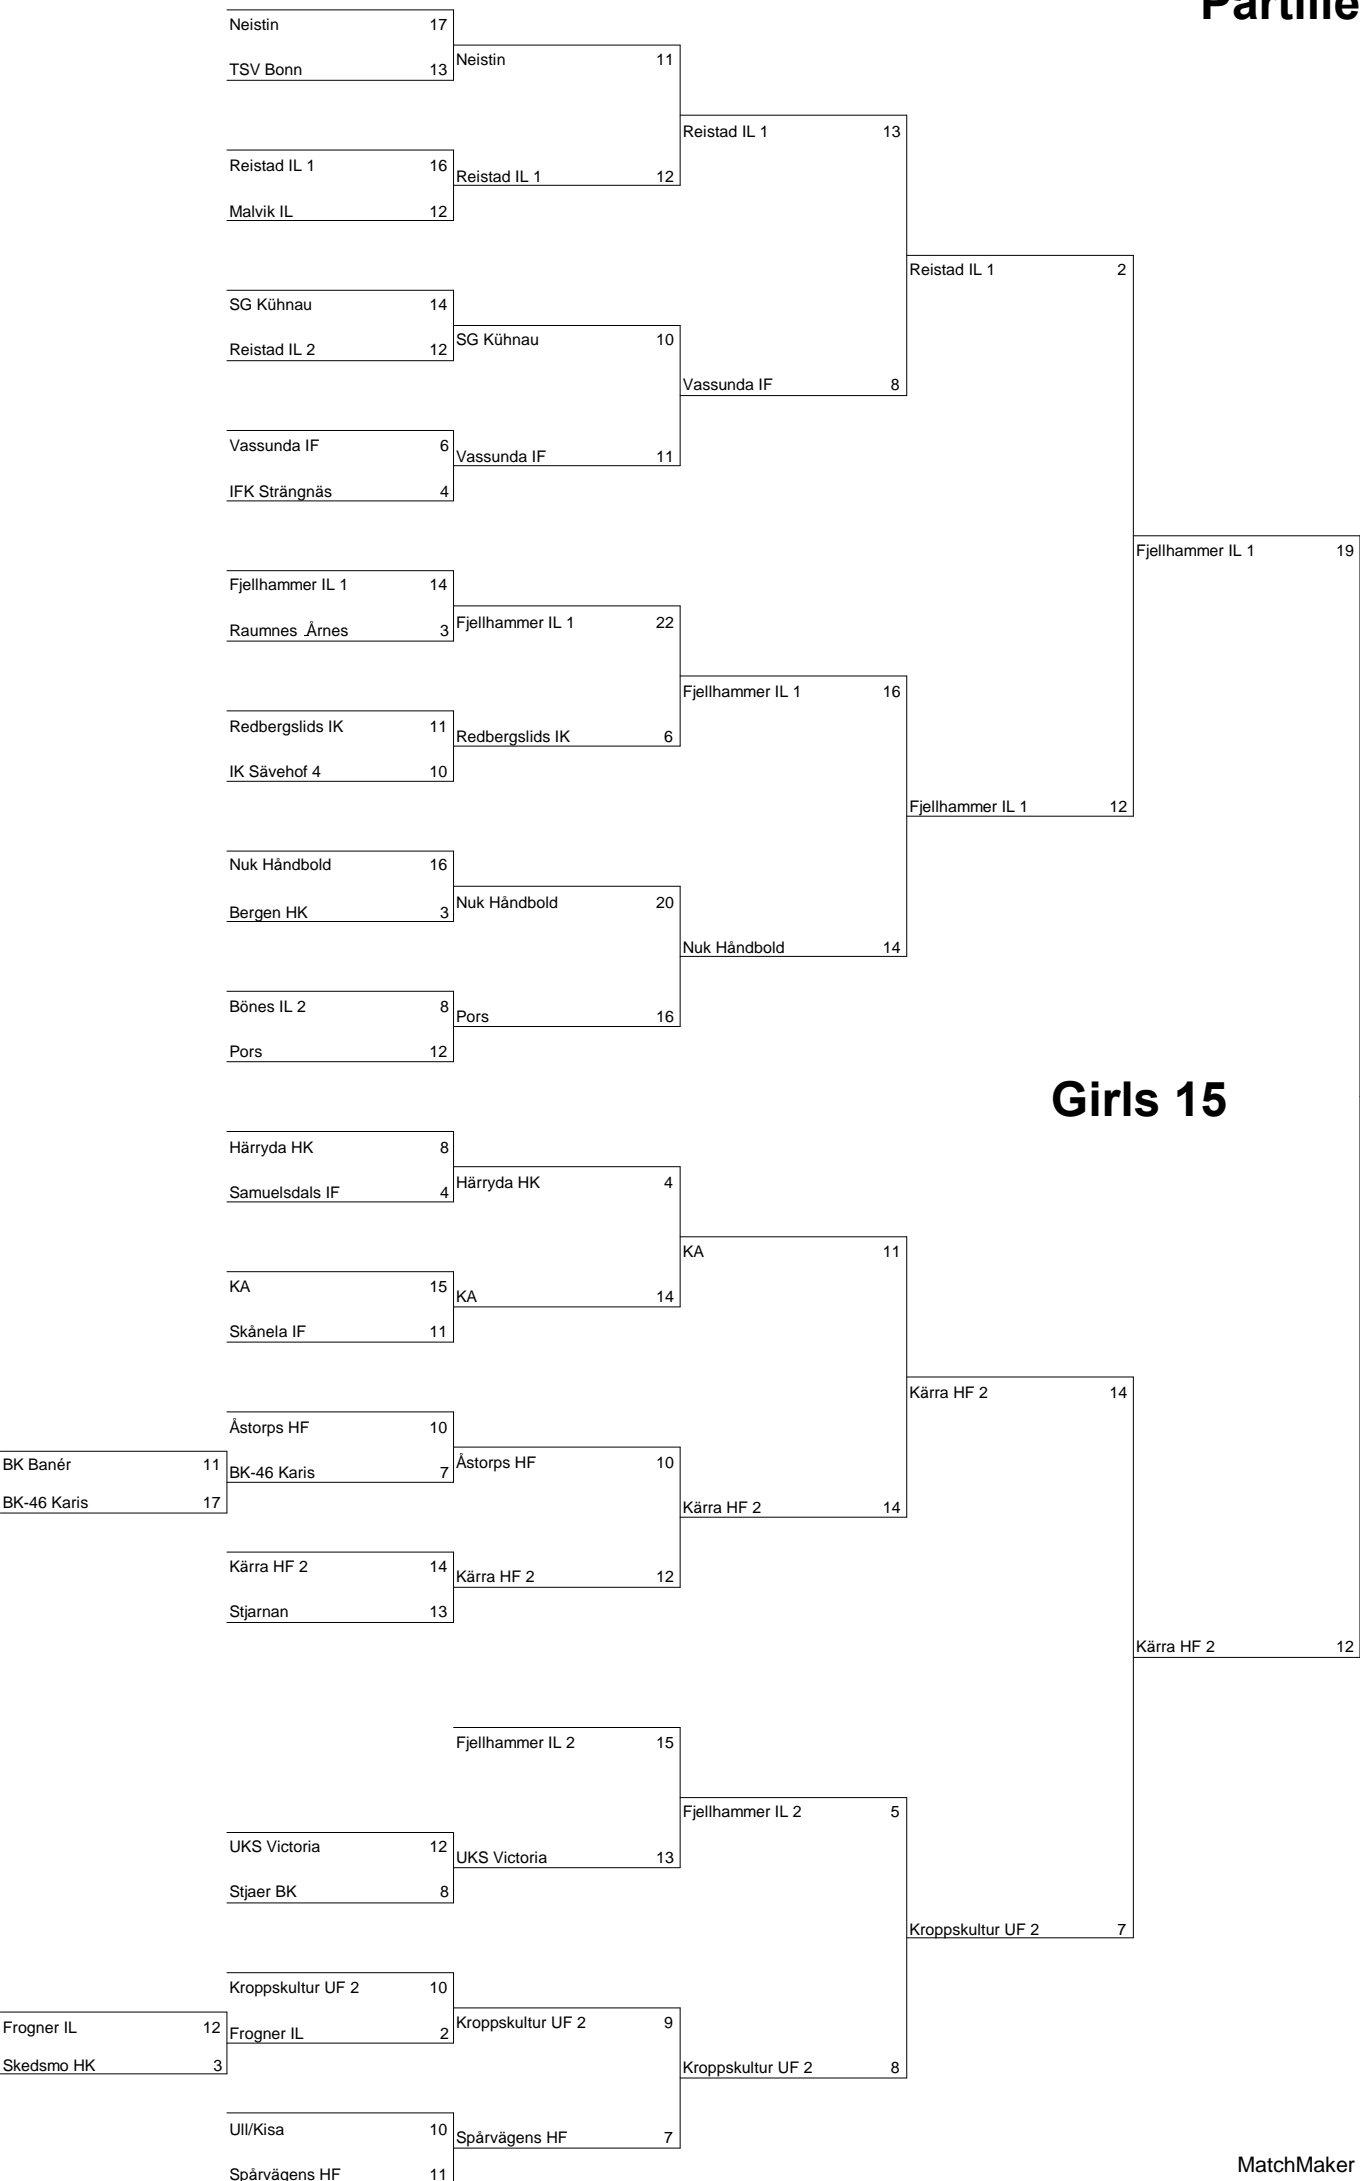 Partille
Neistin 17
TSV Bonn 13
Neistin 11
Reistad IL 1 13
Reistad IL 1 16
Reistad IL 1 12
Malvik IL 12
Reistad IL 1 2
SG Kühnau 14
SG Kühnau 10
Reistad IL 2 12
Vassunda IF 8
Vassunda IF 6
Vassunda IF 11
IFK Strängnäs 4
Fjellhammer IL 1 19
Fjellhammer IL 1 14
Fjellhammer IL 1 22
Raumnes .Årnes 3
Fjellhammer IL 1 16
Redbergslids IK 11
Redbergslids IK 6
IK Sävehof 4 10
Fjellhammer IL 1 12
Nuk Håndbold 16
Nuk Håndbold 20
Bergen HK 3
Nuk Håndbold 14
Bönes IL 2 8
Pors 16
Pors 12
Girls 15
Härryda HK 8
Härryda HK 4
Samuelsdals IF 4
KA 11
KA 15
KA 14
Skånela IF 11
Kärra HF 2 14
Åstorps HF 10
Åstorps HF 10
BK Banér 11
BK-46 Karis 7
BK-46 Karis 17
Kärra HF 2 14
Kärra HF 2 14
Kärra HF 2 12
Stjarnan 13
Kärra HF 2 12
Fjellhammer IL 2 15
Fjellhammer IL 2 5
UKS Victoria 12
UKS Victoria 13
Stjaer BK 8
Kroppskultur UF 2 7
Kroppskultur UF 2 10
Kroppskultur UF 2 9
Frogner IL 12
Frogner IL 2
Skedsmo HK 3
Kroppskultur UF 2 8
Ull/Kisa 10
Spårvägens HF 7
Spårvägens HF 11
MatchMaker